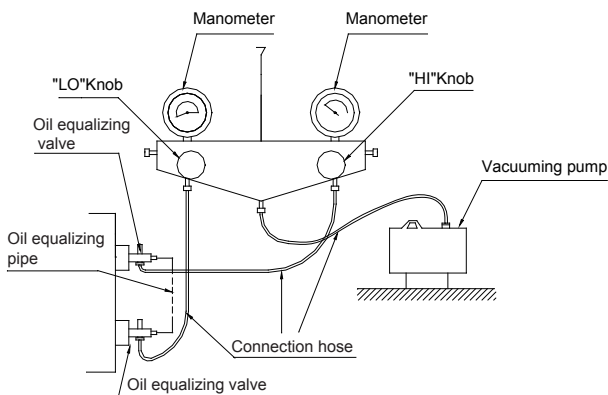 Manometer
Manometer
"LO"Knob
"HI"Knob
Oil equalizing
valve
Vacuuming pump
Oil equalizing
pipe
Connection hose
Oil equalizing valve